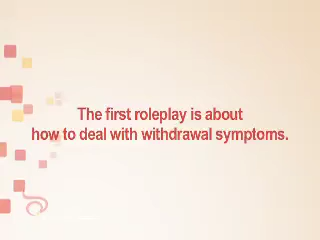 The first roleplay is about
how to deal with withdrawal symptoms.